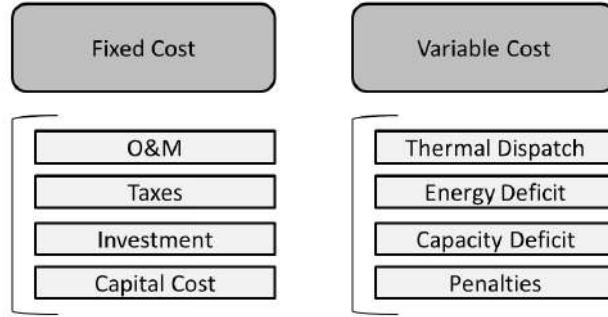 Fixed Cost
O&M
Taxes
Investment
Capital Cost
Variable Cost
Thermal Dispatch
Energy Deficit
Capacity Deficit
Penalties